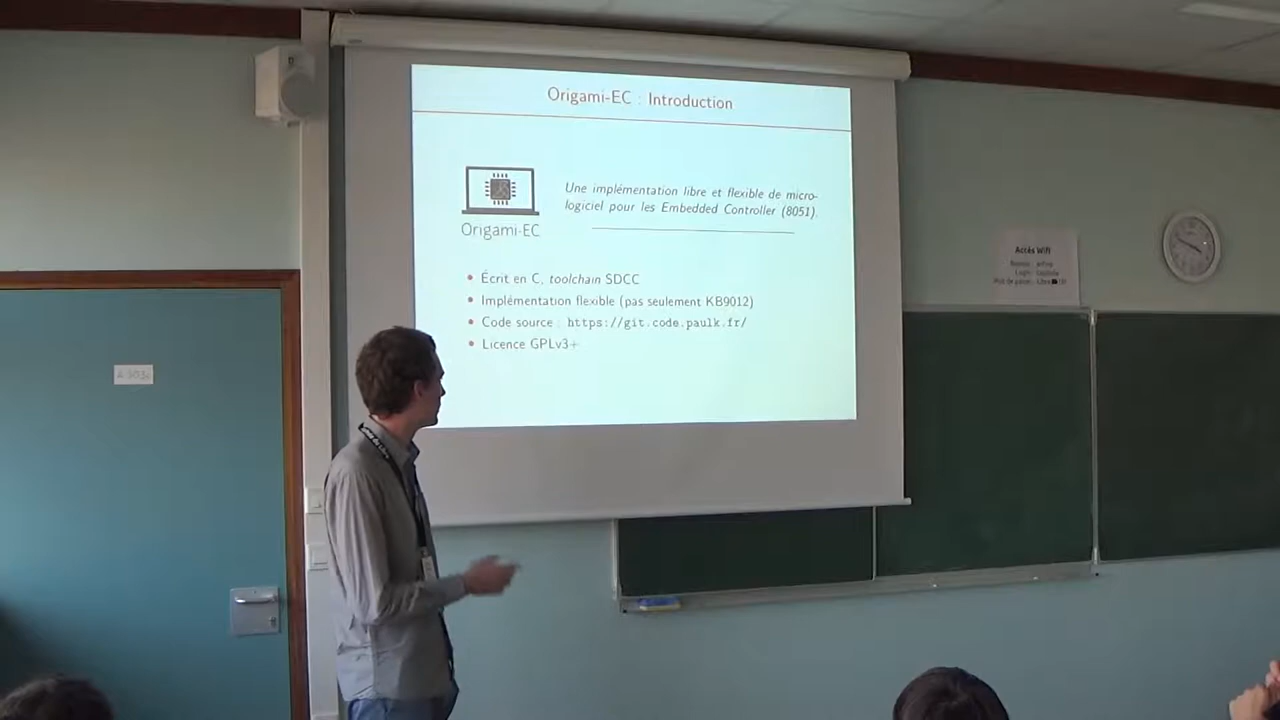 Origami-EC : Introduction
Une implémentation libre et flexible de micro-
logiciel pour les Embedded Controller (8051).
Origami-EC
Écrit en C, toolchain SDCC
Implémentation flexible (pas seulement KB9012)
Code source : https://git.code.paulk.fr/
Licence GPLv3+
Accès Wifi